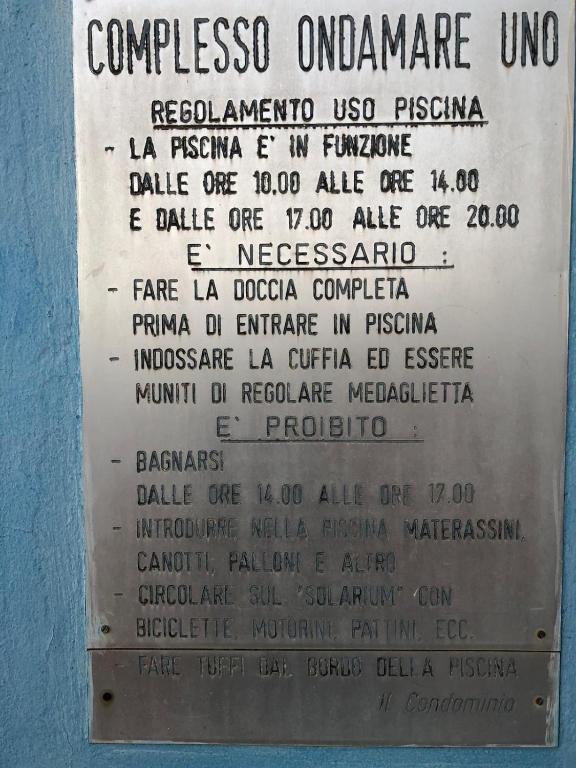 COMPLESSO ONDAMARE UNO
REGOLAMENTO USO PISCINA
- LA PISCINA E' IN FUNZIONE
DALLE ORE 10.00 ALLE ORE 14.00
E DALLE ORE 17.00 ALLE ORE 20.00
E' NECESSARIO :
- FARE LA DOCCIA COMPLETA
PRIMA DI ENTRARE IN PISCINA
- INDOSSARE LA CUFFIA ED ESSERE
MUNITI DI REGOLARE MEDAGLIETTA
E' PROIBITO :
- BAGNARSI
DALLE ORE 14.00 ALLE ORE 17.00
- INTRODURRE NELLA PISCINA MATERASSINI,
CANOTTI, PALLONI E ALTRO
- CIRCOLARE SUL "SOLARIUM" CON
BICICLETTE, MOTORINI, PATTINI, ECC.
- FARE TUFFI DAL BORDO DELLA PISCINA
Il Condominio